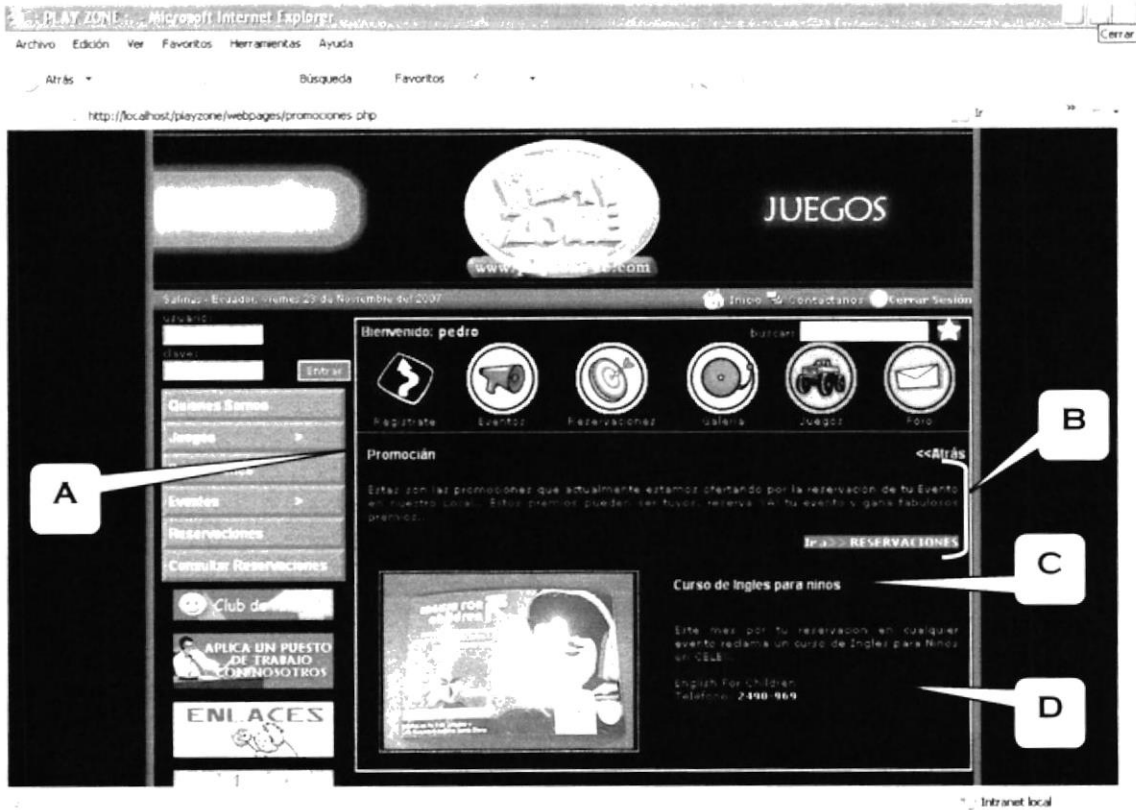 PLAY ZONE ... - Microsoft Internet Explorer
Cerrar
Archivo Edición Ver Favoritos Herramientas Ayuda
Atrás Búsqueda Favoritos
http://localhost/playzone/webpages/promociones.php Ir »
JUEGOS
Salinas - Ecuador, viernes 23 de Noviembre del 2007 Inicio Contactanos Cerrar Sesión
usuario:
clave:
Entrar
Bienvenido: pedro buscar:
Registrate Eventos Reservaciones Galeria Juegos Foro
Quienes Somos
Juegos >
Eventos >
Reservaciones
Consultar Reservaciones
Club de
APLICA UN PUESTO
DE TRABAJO
CON NOSOTROS
ENLACES
A
B
C
D
Promoción <<Atrás
Estas son las promociones que actualmente estamos ofertando por la reservacion de tu Evento
en nuestro Local. Estos premios pueden ser tuyos, reserva YA! tu evento y gana fabulosos
premios.
Ir a>> RESERVACIONES
Curso de Ingles para ninos
Este mes por tu reservacion en cualquier
evento reclama un curso de Ingles para Ninos
en CELEX.
English For Children
Telefono: 2490-969
Intranet local